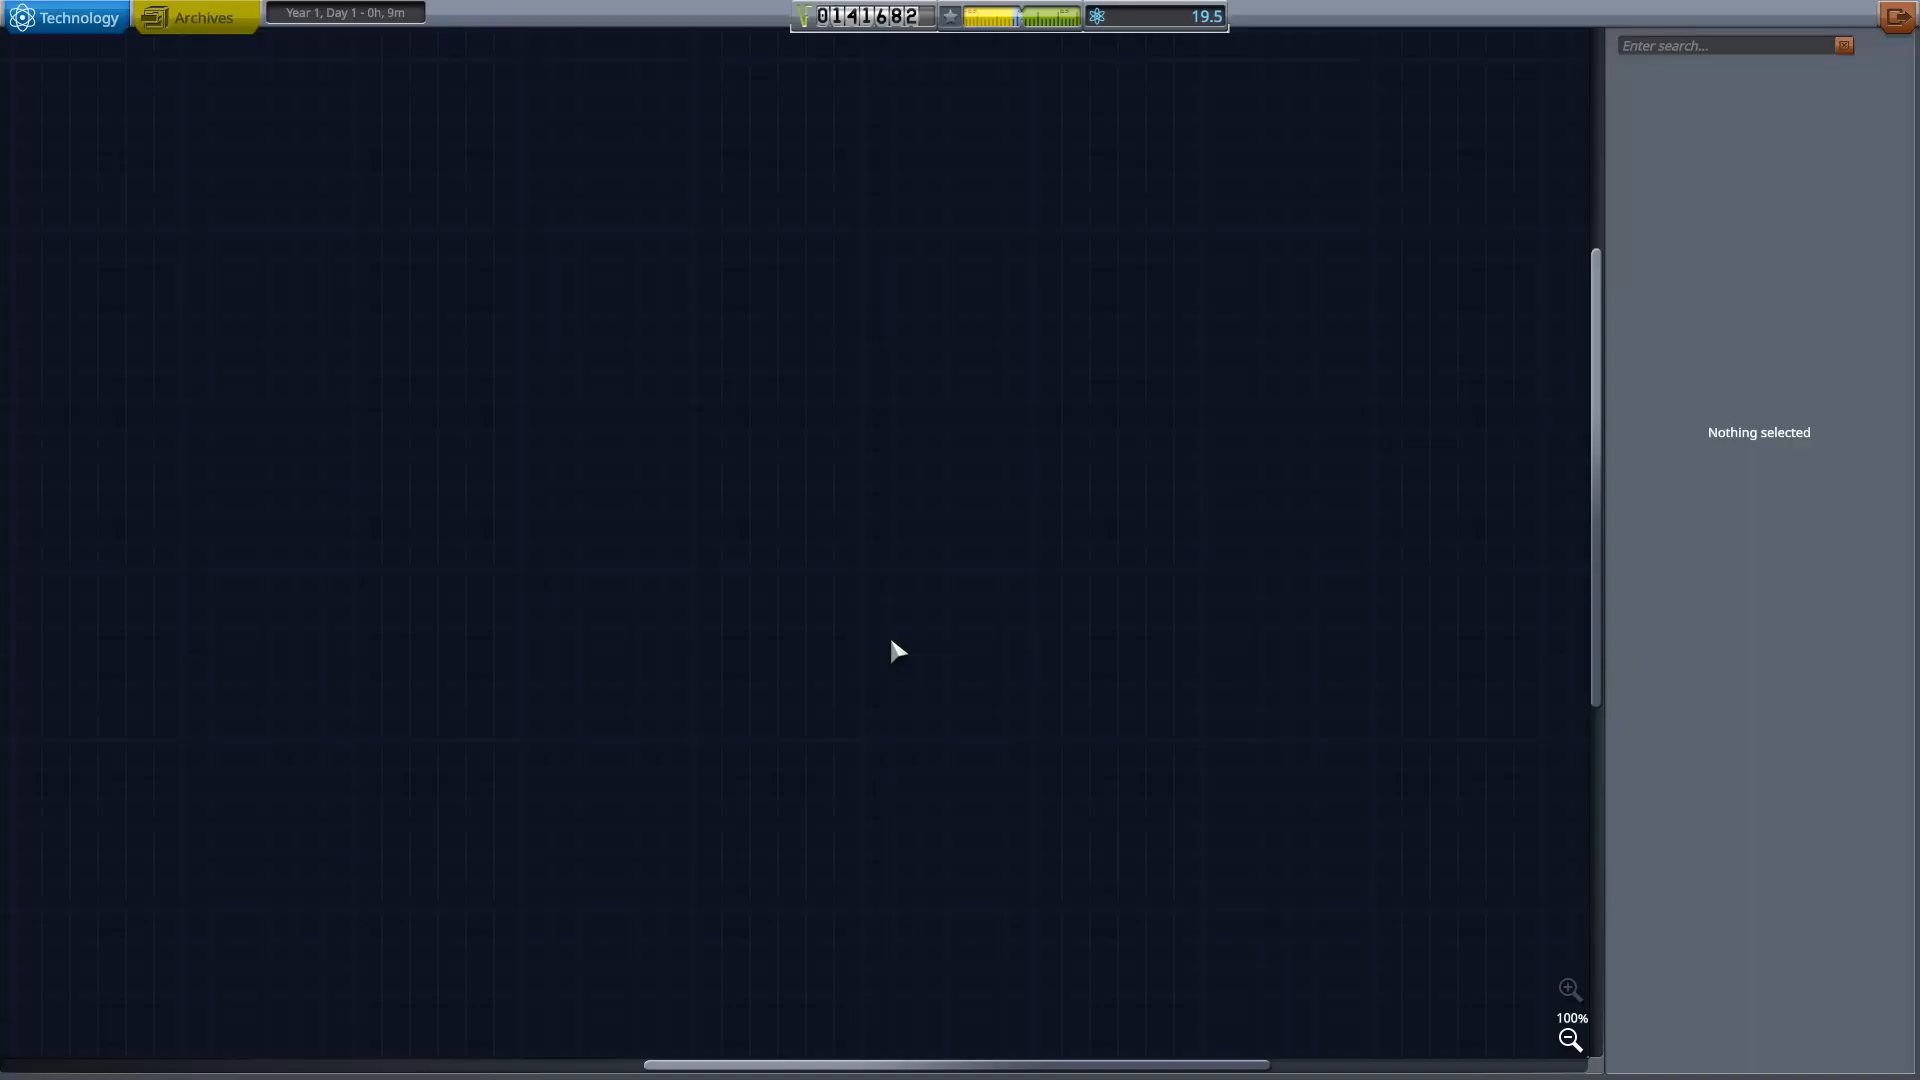 Technology
Archives
Year 1, Day 1 - 0h, 9m
0141682
19.5
Enter search...
Nothing selected
100%